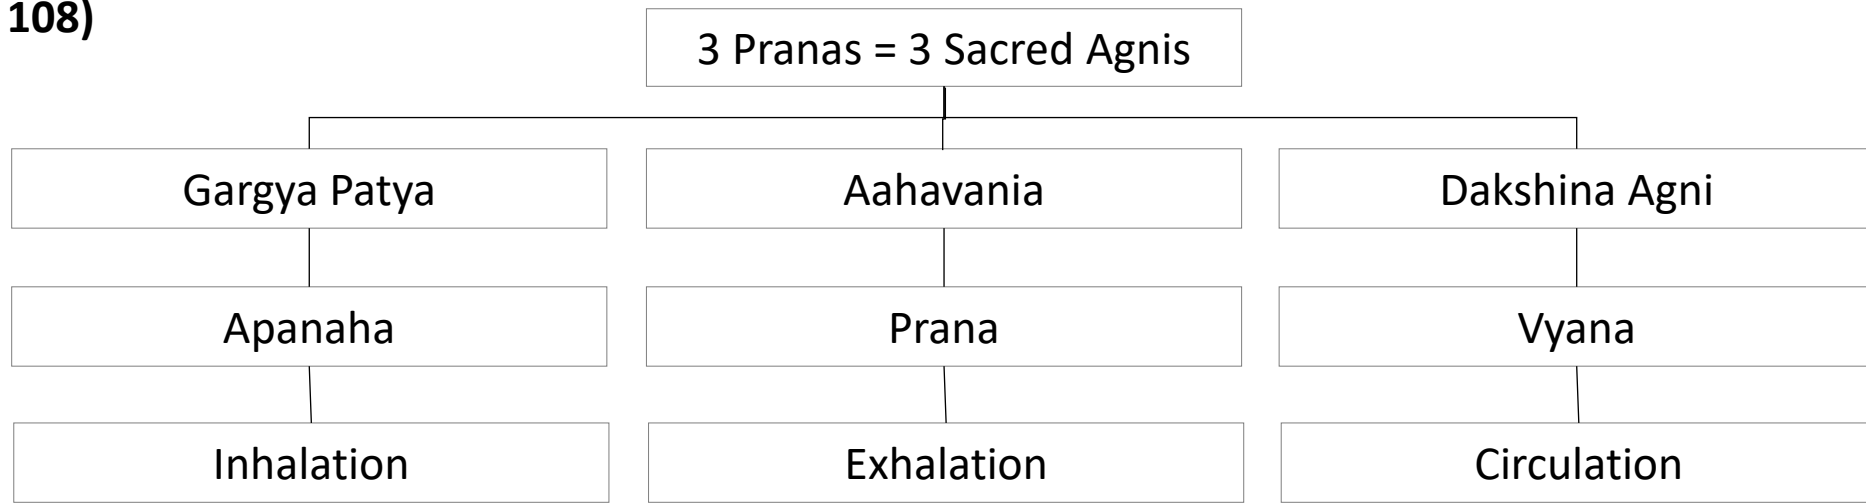 108)
3 Pranas = 3 Sacred Agnis
Gargya Patya
Aahavania
Dakshina Agni
Apanaha
Prana
Vyana
Inhalation
Exhalation
Circulation